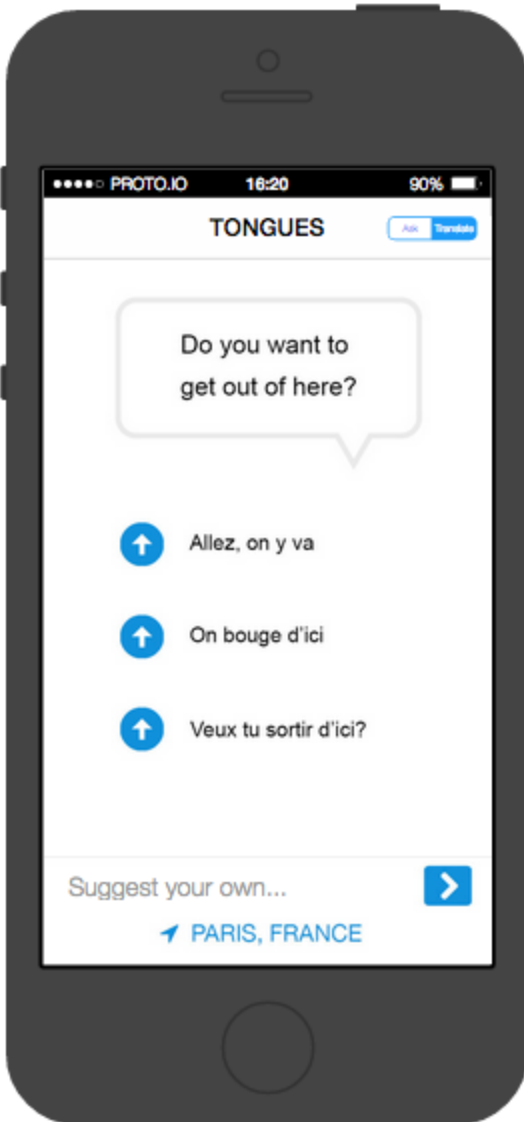 PROTO.IO 16:20 90%
TONGUES Ask Translate
Do you want to
get out of here?
Allez, on y va
On bouge d'ici
Veux tu sortir d'ici?
Suggest your own...
PARIS, FRANCE